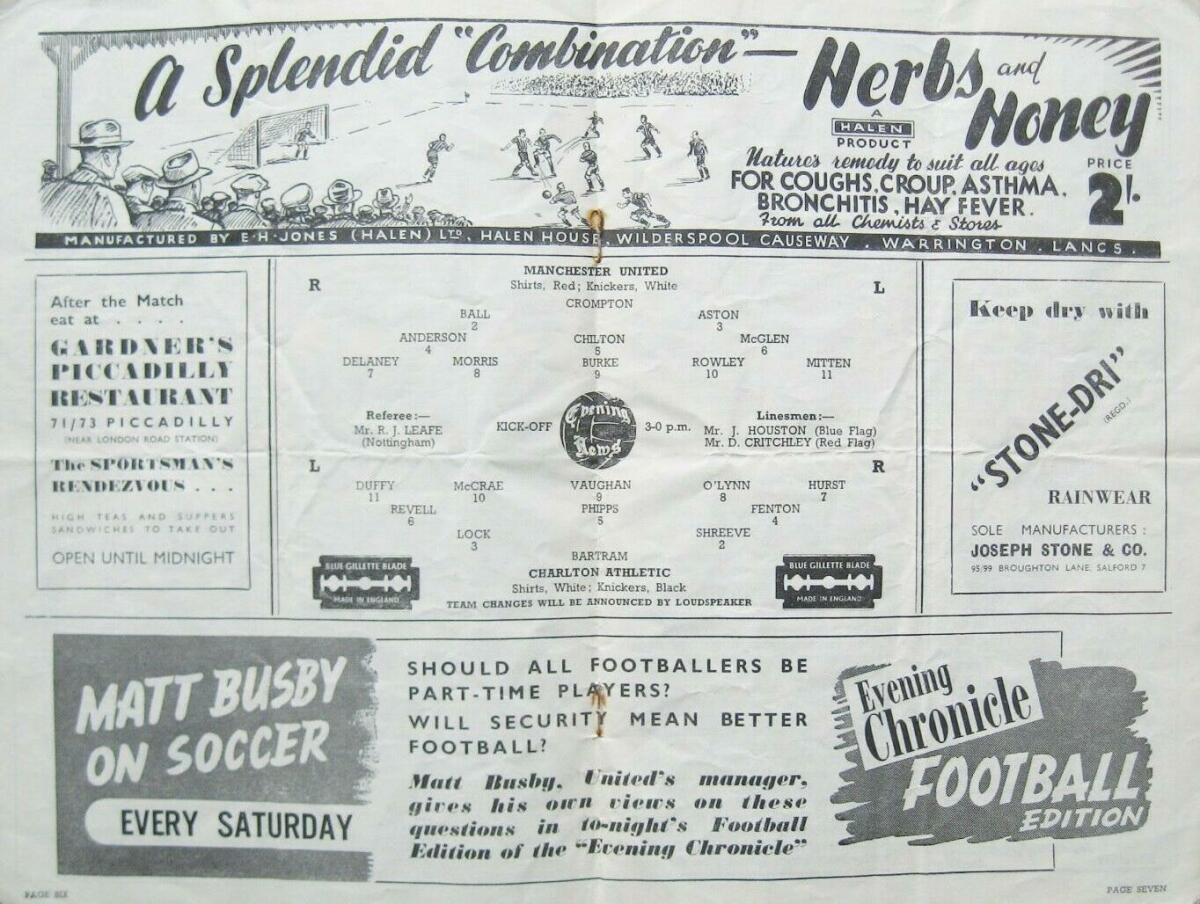 A Splendid "Combination" — Herbs and Honey
A
HALEN
PRODUCT
Nature's remedy to suit all ages
FOR COUGHS, CROUP, ASTHMA,
BRONCHITIS, HAY FEVER.
From all Chemists & Stores
PRICE
2/-
MANUFACTURED BY E·H·JONES (HALEN) LTD, HALEN HOUSE, WILDERSPOOL CAUSEWAY . WARRINGTON . LANCS.
After the Match
eat at . . . .
GARDNER'S
PICCADILLY
RESTAURANT
71/73 PICCADILLY
(NEAR LONDON ROAD STATION)
The SPORTSMAN'S
RENDEZVOUS . . .
HIGH TEAS AND SUPPERS
SANDWICHES TO TAKE OUT
OPEN UNTIL MIDNIGHT
MANCHESTER UNITED
Shirts, Red; Knickers, White
R L
CROMPTON
BALL ASTON
2 3
ANDERSON CHILTON McGLEN
4 5 6
DELANEY MORRIS BURKE ROWLEY MITTEN
7 8 9 10 11
Referee:—
Mr. R. J. LEAFE
(Nottingham)
KICK-OFF
Evening
News
3-0 p.m.
Linesmen:—
Mr. J. HOUSTON (Blue Flag)
Mr. D. CRITCHLEY (Red Flag)
L R
DUFFY McCRAE VAUGHAN O'LYNN HURST
11 10 9 8 7
REVELL PHIPPS FENTON
6 5 4
LOCK SHREEVE
3 2
BARTRAM
CHARLTON ATHLETIC
Shirts, White; Knickers, Black
TEAM CHANGES WILL BE ANNOUNCED BY LOUDSPEAKER
BLUE GILLETTE BLADE
MADE IN ENGLAND
BLUE GILLETTE BLADE
MADE IN ENGLAND
Keep dry with
"STONE-DRI"
(REGD.)
RAINWEAR
SOLE MANUFACTURERS:
JOSEPH STONE & CO.
95/99 BROUGHTON LANE, SALFORD 7
MATT BUSBY
ON SOCCER
EVERY SATURDAY
SHOULD ALL FOOTBALLERS BE
PART-TIME PLAYERS?
WILL SECURITY MEAN BETTER
FOOTBALL?
Matt Busby, United's manager,
gives his own views on these
questions in to-night's Football
Edition of the "Evening Chronicle"
Evening
Chronicle
FOOTBALL
EDITION
PAGE SIX
PAGE SEVEN